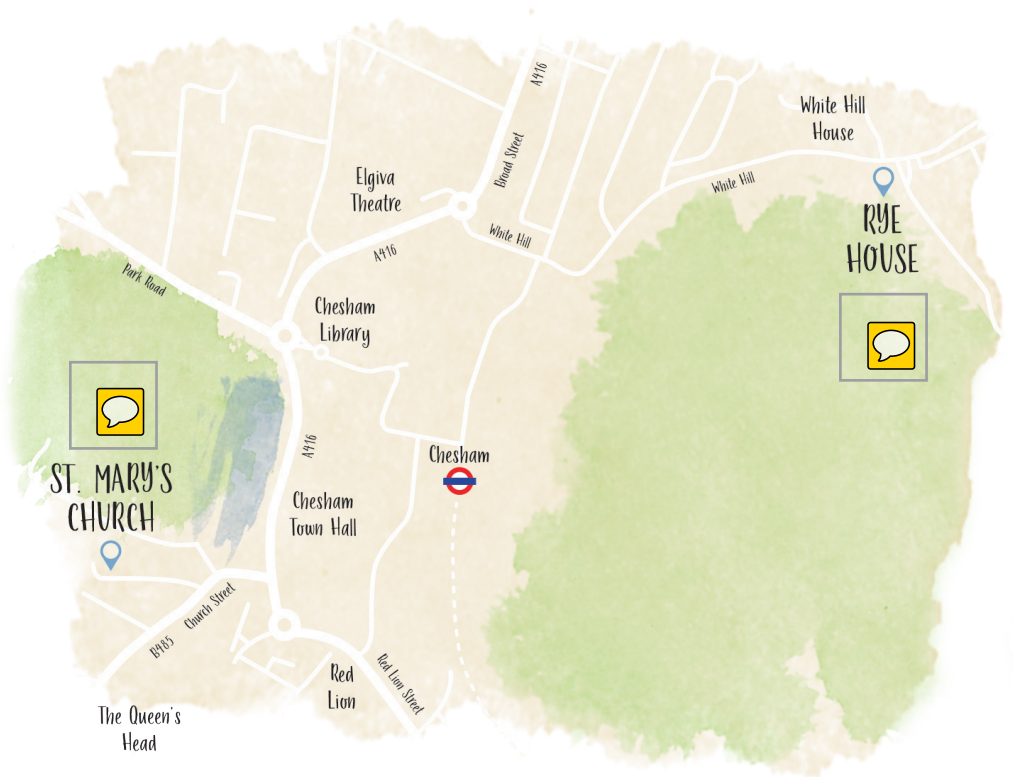 A416
White Hill
House
Broad Street
Elgiva
Theatre
White Hill
RYE
HOUSE
White Hill
A416
Park Road
Chesham
Library
A416
Chesham
ST. MARY'S
CHURCH
Chesham
Town Hall
Church Street
B485
Red
Lion
Red Lion Street
The Queen's
Head